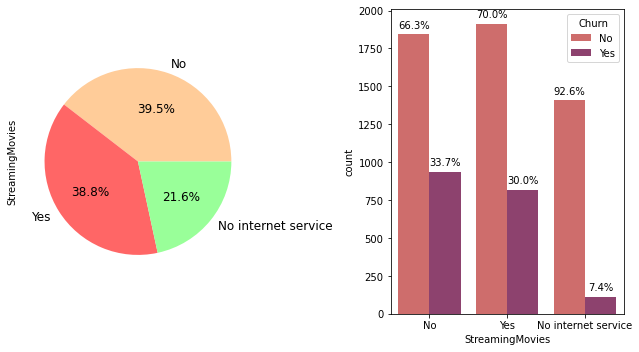 StreamingMovies
No
39.5%
38.8%
21.6%
Yes
No internet service
2000
1750
1500
1250
1000
750
500
250
0
count
66.3%
70.0%
92.6%
33.7%
30.0%
7.4%
Churn
No
Yes
No
Yes
No internet service
StreamingMovies